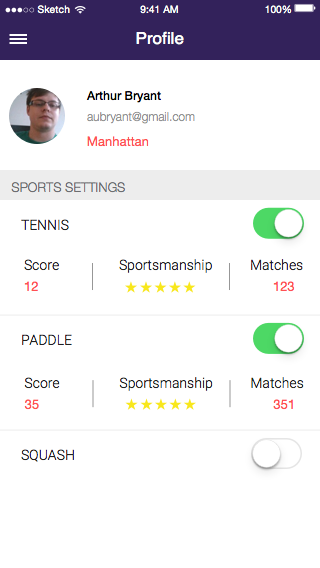 Sketch 9:41 AM 100%
Profile
Arthur Bryant
aubryant@gmail.com
Manhattan
SPORTS SETTINGS
TENNIS
Score Sportsmanship Matches
12 ★★★★★ 123
PADDLE
Score Sportsmanship Matches
35 ★★★★★ 351
SQUASH